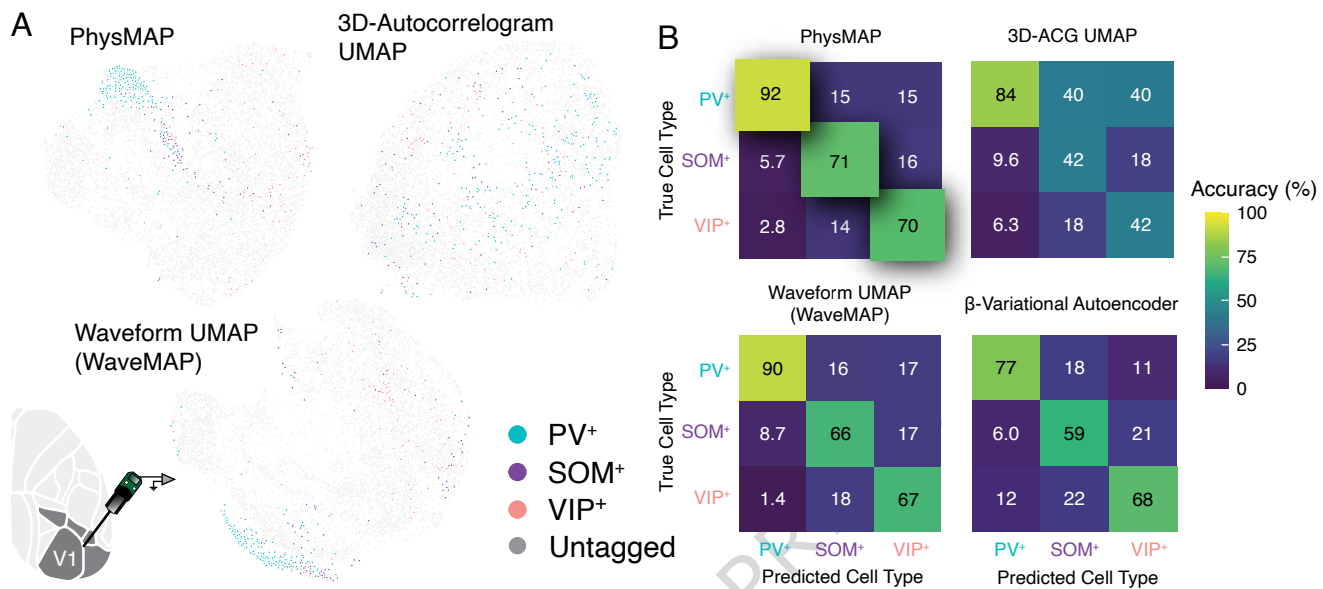 A
PhysMAP
3D-Autocorrelogram
UMAP
Waveform UMAP
(WaveMAP)
V1
PV⁺
SOM⁺
VIP⁺
Untagged
B
PhysMAP
3D-ACG UMAP
True Cell Type
PV⁺
SOM⁺
VIP⁺
92 15 15
5.7 71 16
2.8 14 70
84 40 40
9.6 42 18
6.3 18 42
Accuracy (%)
100
75
50
25
0
Waveform UMAP
(WaveMAP)
β-Variational Autoencoder
True Cell Type
PV⁺
SOM⁺
VIP⁺
90 16 17
8.7 66 17
1.4 18 67
77 18 11
6.0 59 21
12 22 68
PV⁺ SOM⁺ VIP⁺
Predicted Cell Type
PV⁺ SOM⁺ VIP⁺
Predicted Cell Type